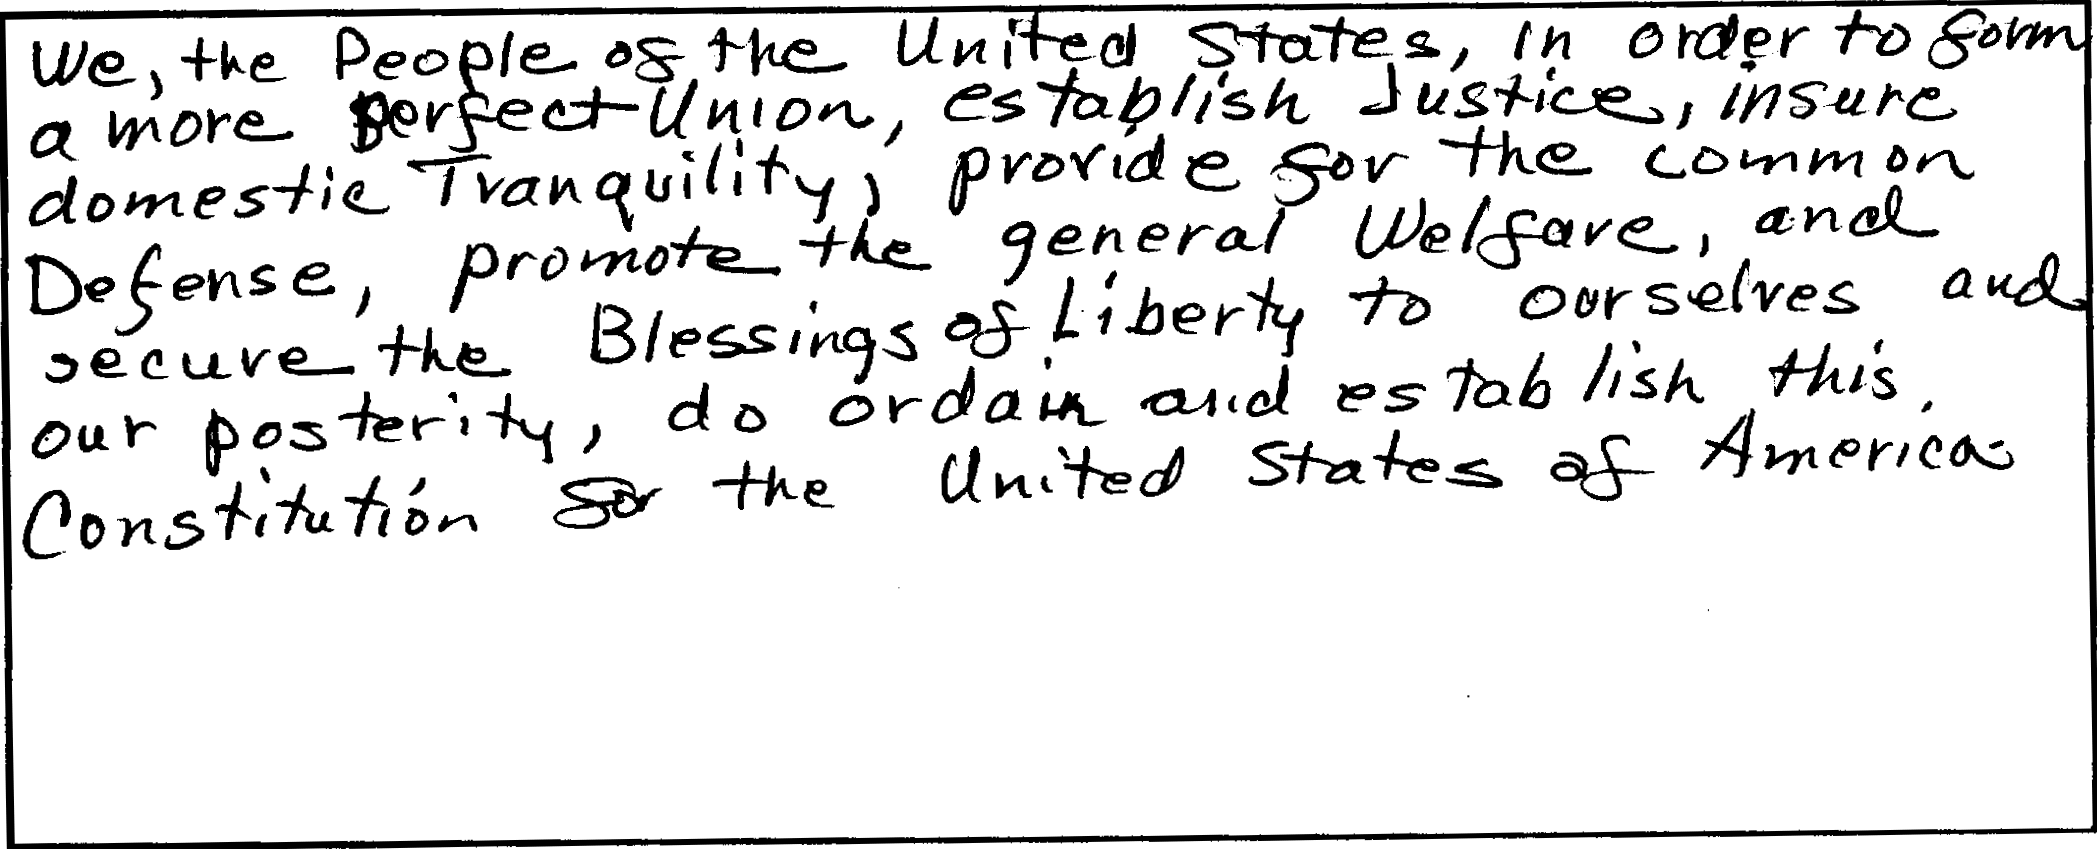 We, the People of the United States, in order to form
a more perfect Union, establish Justice, insure
domestic Tranquility, provide for the common
Defense, promote the general Welfare, and
secure the Blessings of Liberty to ourselves and
our posterity, do ordain and establish this
Constitution for the United States of America